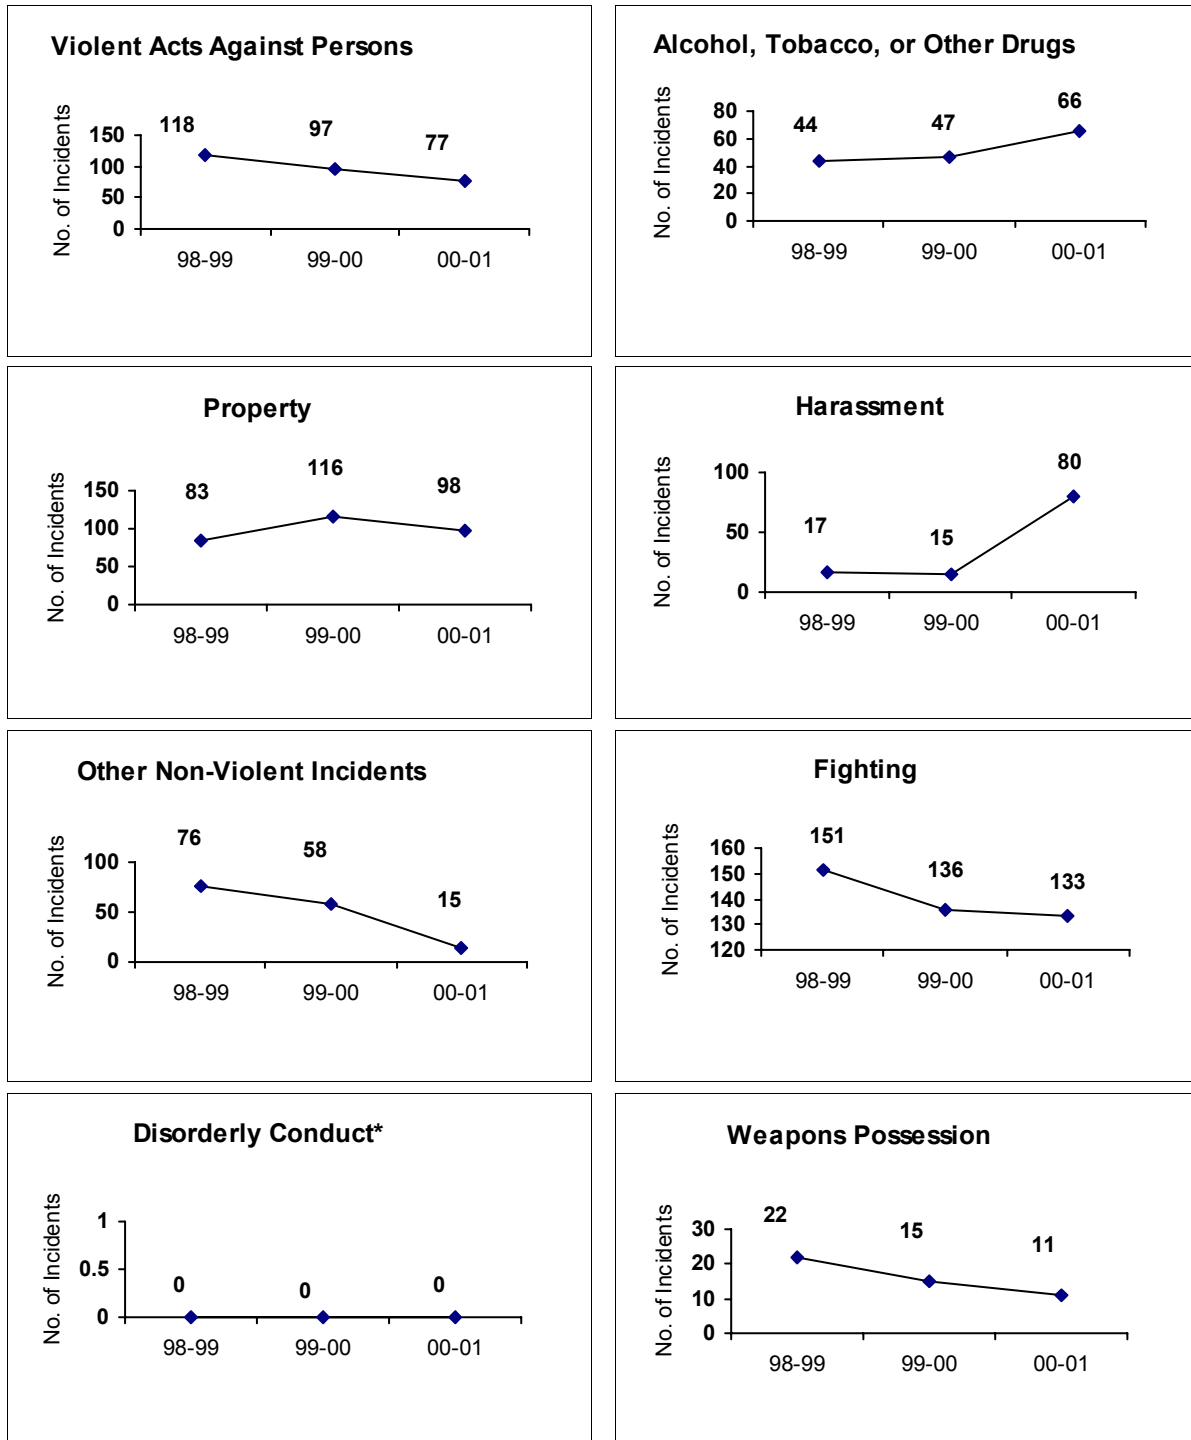 Violent Acts Against Persons
No. of Incidents
150
100
50
0
118
97
77
98-99 99-00 00-01
Alcohol, Tobacco, or Other Drugs
No. of Incidents
80
60
40
20
0
44
47
66
98-99 99-00 00-01
Property
No. of Incidents
150
100
50
0
83
116
98
98-99 99-00 00-01
Harassment
No. of Incidents
100
50
0
17
15
80
98-99 99-00 00-01
Other Non-Violent Incidents
No. of Incidents
100
50
0
76
58
15
98-99 99-00 00-01
Fighting
No. of Incidents
160
150
140
130
120
151
136
133
98-99 99-00 00-01
Disorderly Conduct*
No. of Incidents
1
0.5
0
0
0
0
98-99 99-00 00-01
Weapons Possession
No. of Incidents
30
20
10
0
22
15
11
98-99 99-00 00-01